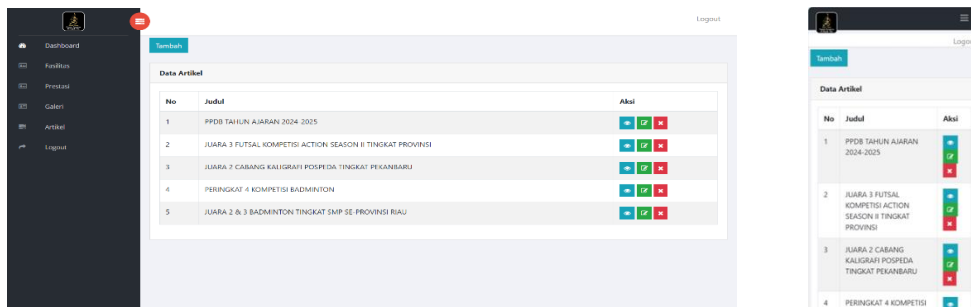 Logout
Dashboard
Fasilitas
Prestasi
Galeri
Artikel
Logout
Tambah
Data Artikel
No Judul Aksi
1 PPDB TAHUN AJARAN 2024-2025
2 JUARA 3 FUTSAL KOMPETISI ACTION SEASON II TINGKAT PROVINSI
3 JUARA 2 CABANG KALIGRAFI POSPEDA TINGKAT PEKANBARU
4 PERINGKAT 4 KOMPETISI BADMINTON
5 JUARA 2 & 3 BADMINTON TINGKAT SMP SE-PROVINSI RIAU
Tambah
Data Artikel
No Judul Aksi
1 PPDB TAHUN AJARAN
2024-2025
2 JUARA 3 FUTSAL
KOMPETISI ACTION
SEASON II TINGKAT
PROVINSI
3 JUARA 2 CABANG
KALIGRAFI POSPEDA
TINGKAT PEKANBARU
4 PERINGKAT 4 KOMPETISI